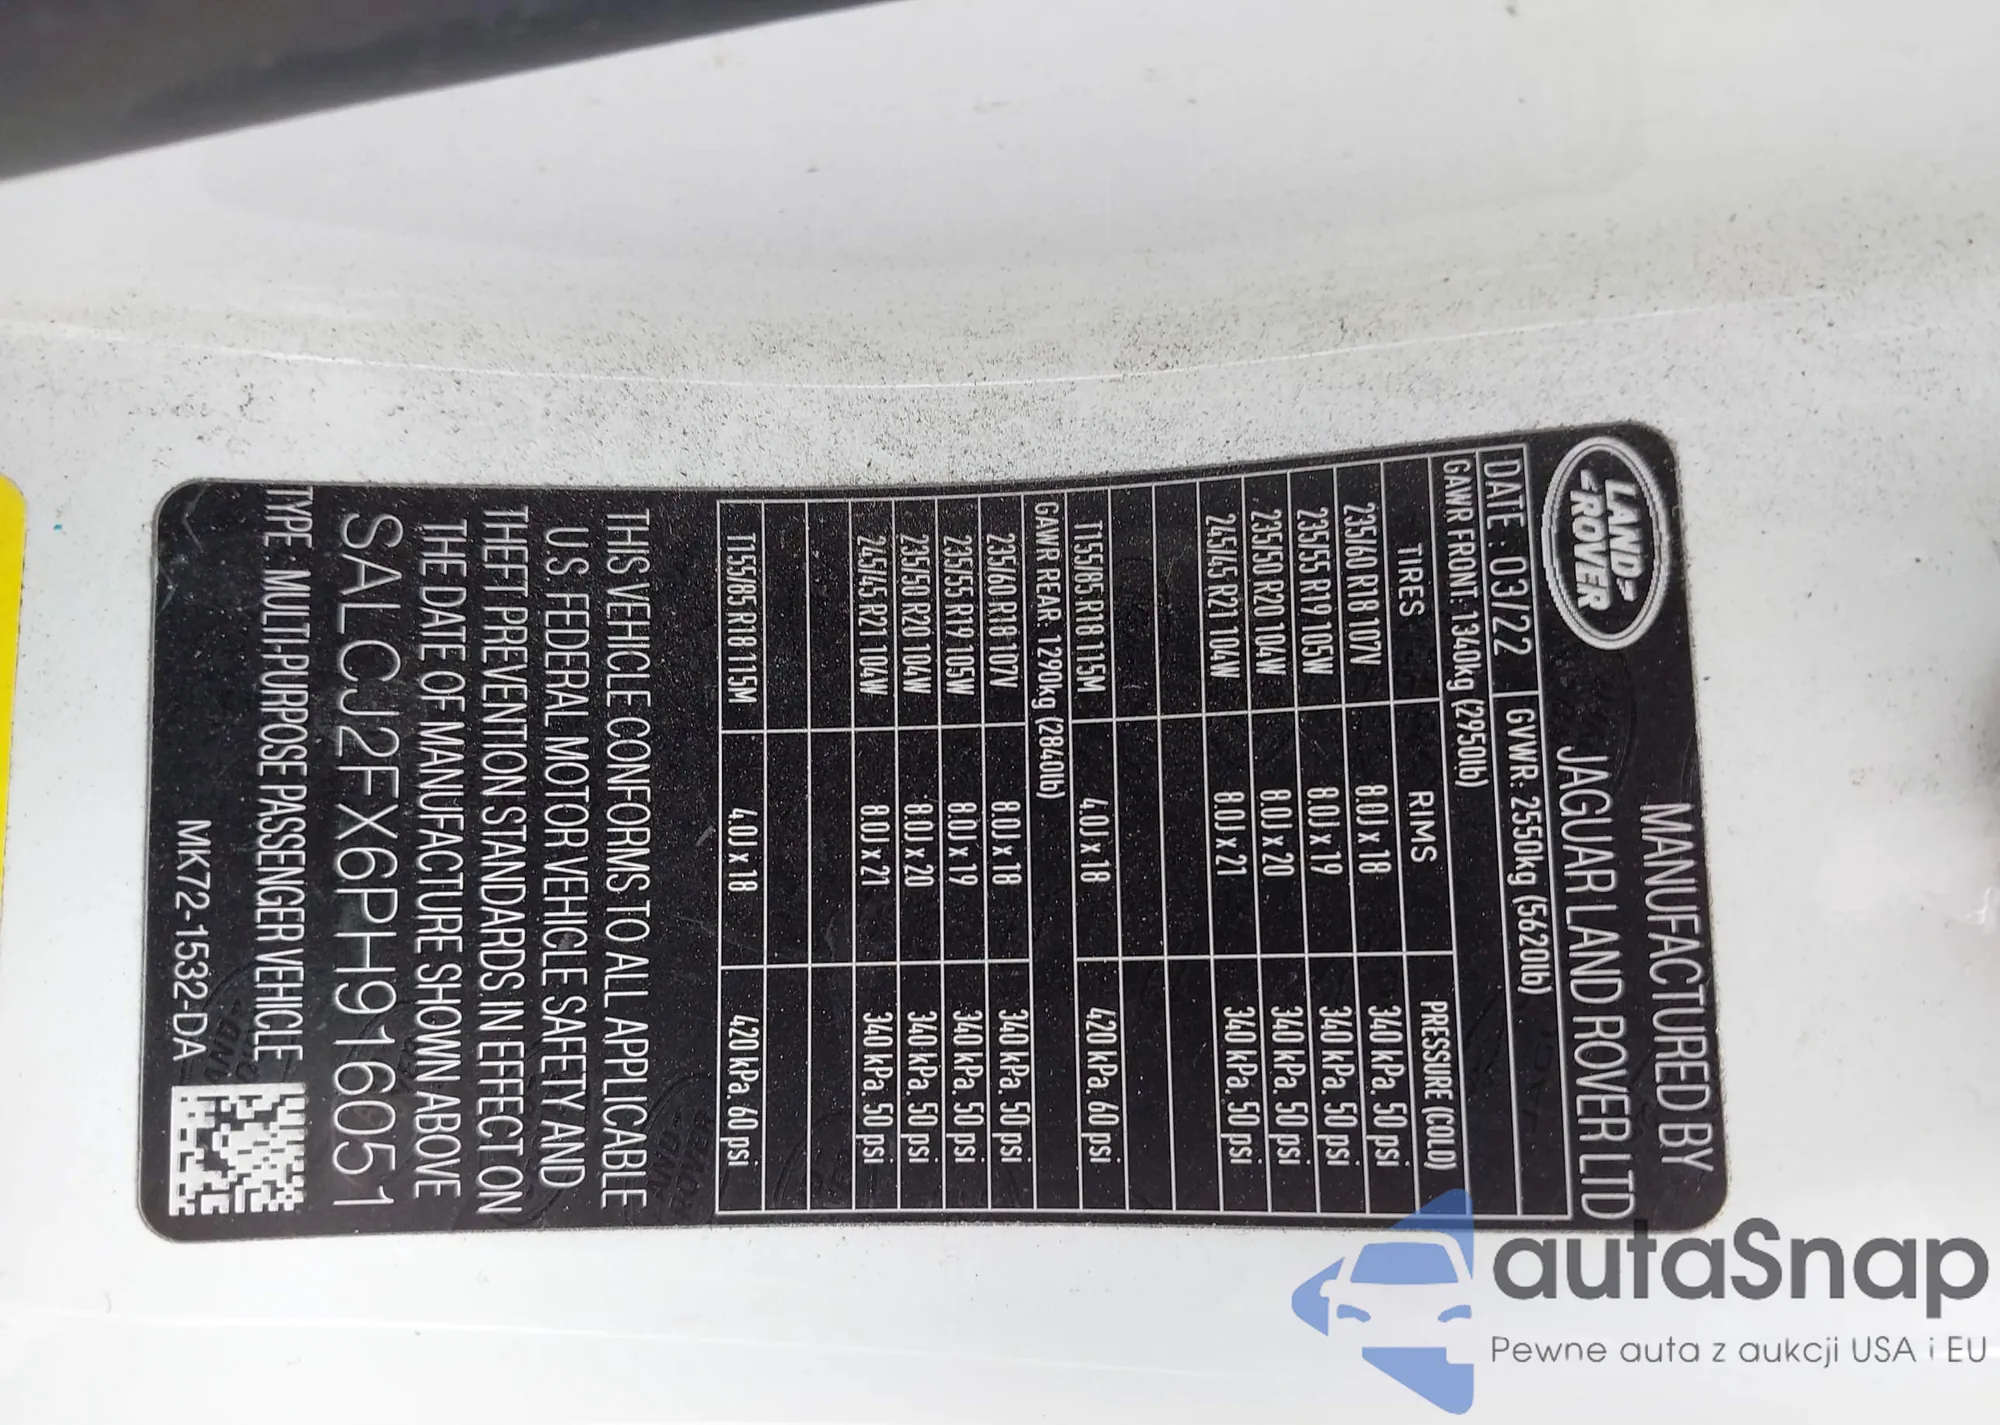 LAND-
-ROVER
MANUFACTURED BY
JAGUAR LAND ROVER LTD
DATE : 03/22 GVWR: 2550kg (5620lb)
GAWR FRONT: 1340kg (2950lb)
TIRES RIMS PRESSURE (COLD)
235/60 R18 107V 8.0J x 18 340 kPa. 50 psi
235/55 R19 105W 8.0J x 19 340 kPa. 50 psi
235/50 R20 104W 8.0J x 20 340 kPa. 50 psi
245/45 R21 104W 8.0J x 21 340 kPa. 50 psi
T155/85 R18 115M 4.0J x 18 420 kPa. 60 psi
GAWR REAR: 1290kg (2840lb)
235/60 R18 107V 8.0J x 18 340 kPa. 50 psi
235/55 R19 105W 8.0J x 19 340 kPa. 50 psi
235/50 R20 104W 8.0J x 20 340 kPa. 50 psi
245/45 R21 104W 8.0J x 21 340 kPa. 50 psi
T155/85 R18 115M 4.0J x 18 420 kPa. 60 psi
THIS VEHICLE CONFORMS TO ALL APPLICABLE
U.S. FEDERAL MOTOR VEHICLE SAFETY AND
THEFT PREVENTION STANDARDS IN EFFECT ON
THE DATE OF MANUFACTURE SHOWN ABOVE
SALCJ2FX6PH916051
TYPE MULTI-PURPOSE PASSENGER VEHICLE
MK72-1532-DA
autaSnap
Pewne auta z aukcji USA i EU